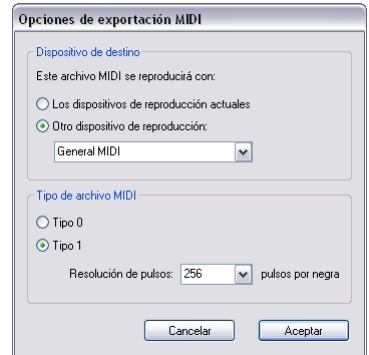 Opciones de exportación MIDI
Dispositivo de destino
Este archivo MIDI se reproducirá con:
Los dispositivos de reproducción actuales
Otro dispositivo de reproducción:
General MIDI
Tipo de archivo MIDI
Tipo 0
Tipo 1
Resolución de pulsos: 256 pulsos por negra
Cancelar Aceptar